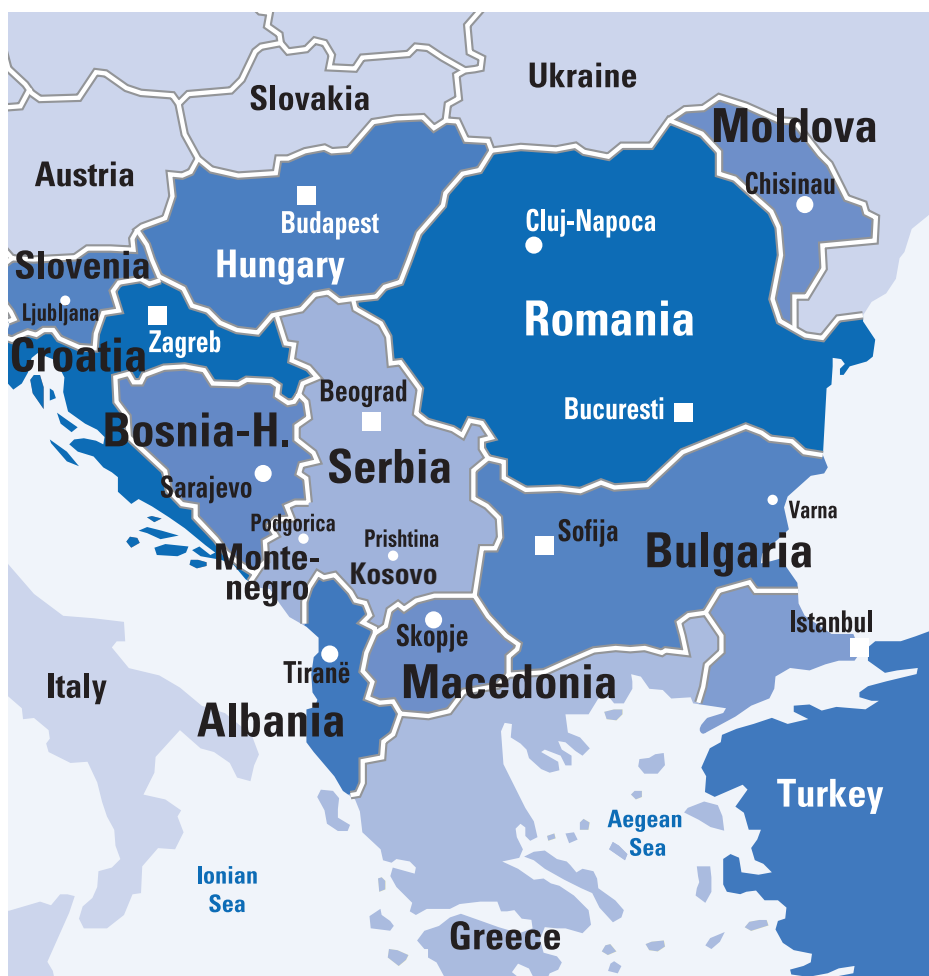 Ukraine
Slovakia
Moldova
Austria
Chisinau
Budapest
Cluj-Napoca
Slovenia
Hungary
Ljubljana
Romania
Zagreb
Croatia
Beograd
Bucuresti
Bosnia-H.
Serbia
Sarajevo
Varna
Podgorica
Sofija
Prishtina
Bulgaria
Monte-
negro
Kosovo
Istanbul
Skopje
Tiranë
Italy
Macedonia
Albania
Turkey
Aegean
Sea
Ionian
Sea
Greece